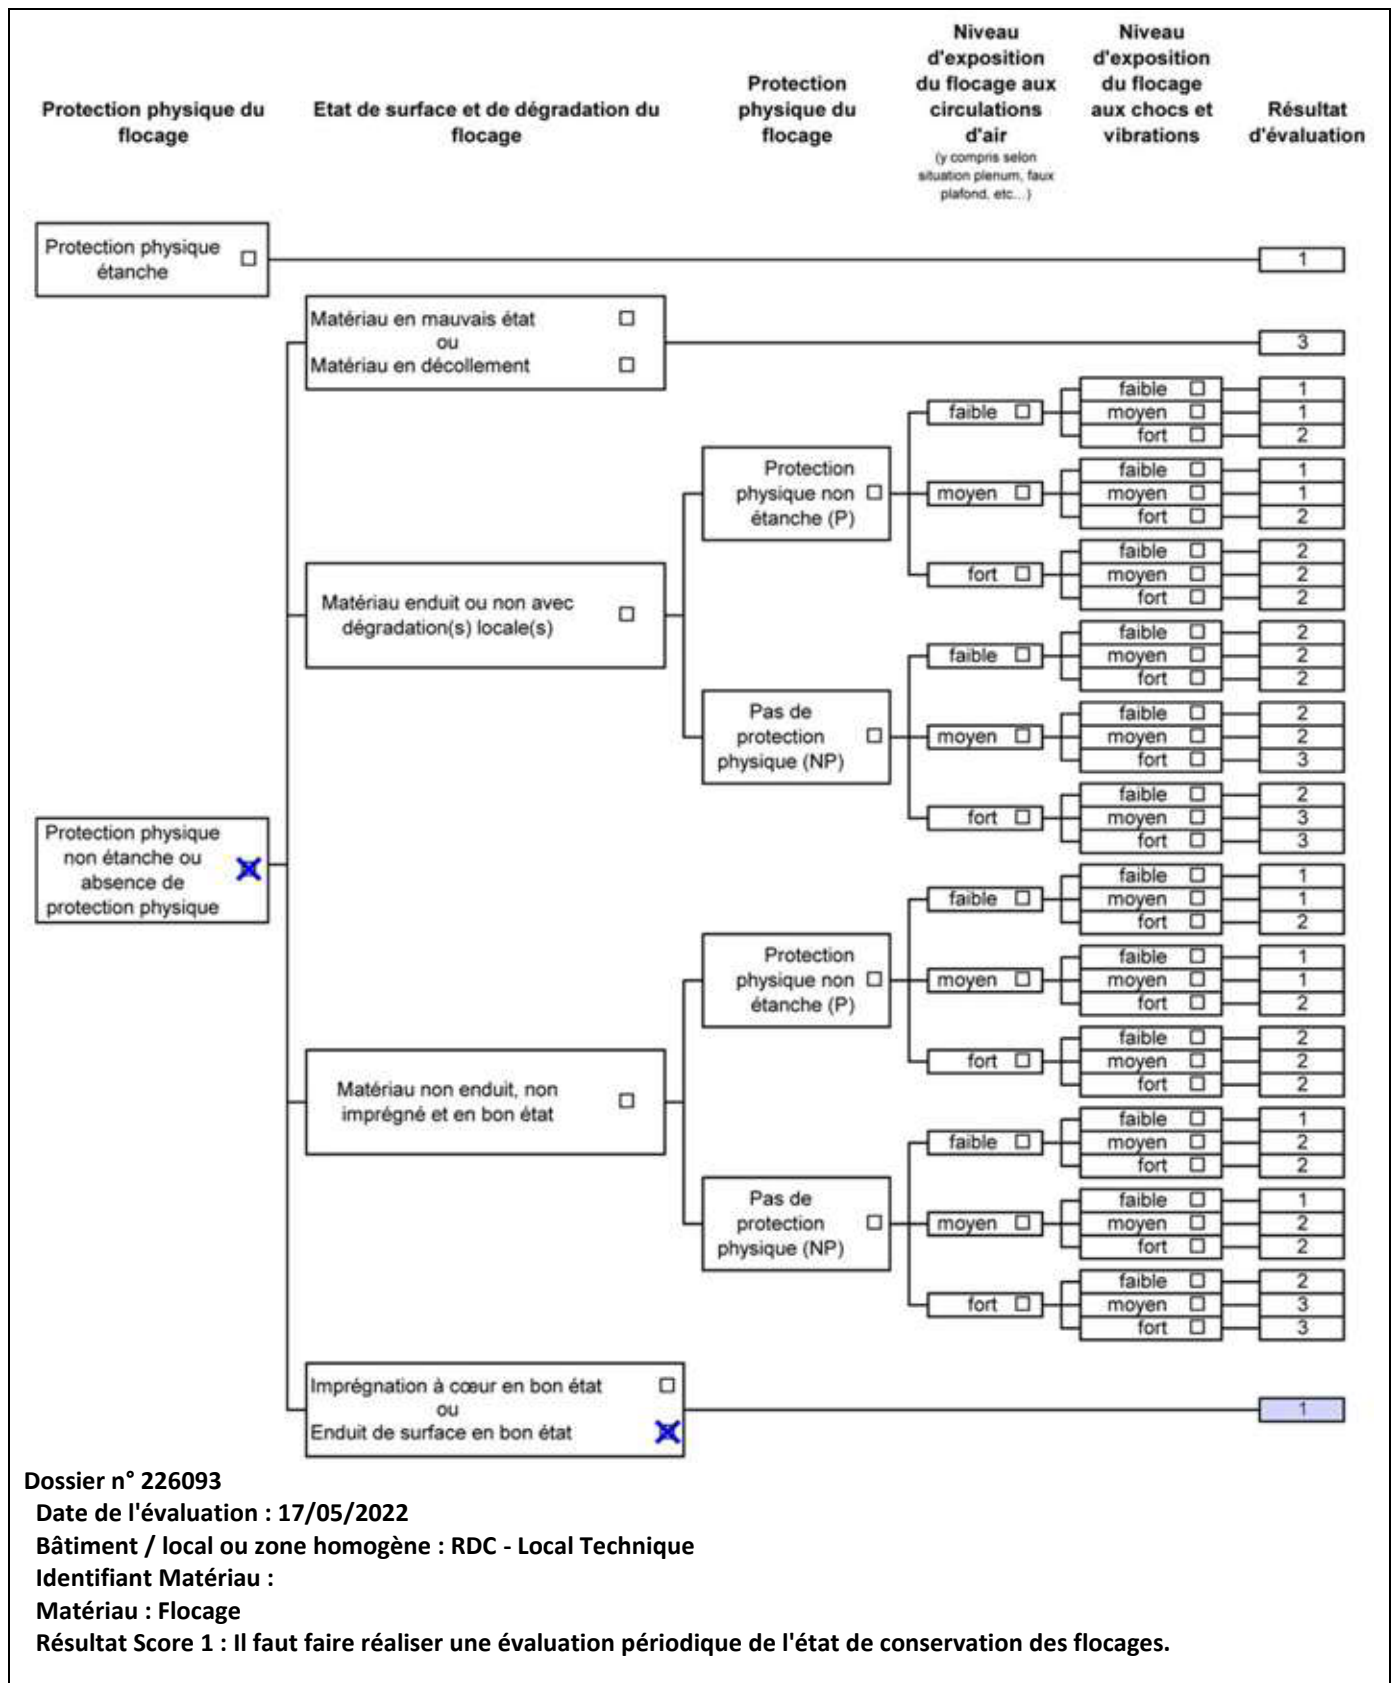 Protection physique du
flocage
Etat de surface et de dégradation du
flocage
Protection
physique du
flocage
Niveau
d'exposition
du flocage aux
circulations
d'air
(y compris selon
situation plenum, faux
plafond, etc...)
Niveau
d'exposition
du flocage
aux chocs et
vibrations
Résultat
d'évaluation
Protection physique
étanche
1
Matériau en mauvais état
ou
Matériau en décollement
3
Matériau enduit ou non avec
dégradation(s) locale(s)
Protection
physique non
étanche (P)
faible
faible 1
moyen 1
fort 2
moyen
faible 1
moyen 1
fort 2
fort
faible 2
moyen 2
fort 2
Pas de
protection
physique (NP)
faible
faible 2
moyen 2
fort 2
moyen
faible 2
moyen 2
fort 3
fort
faible 2
moyen 3
fort 3
Protection physique
non étanche ou
absence de
protection physique
Matériau non enduit, non
imprégné et en bon état
Protection
physique non
étanche (P)
faible
faible 1
moyen 1
fort 2
moyen
faible 1
moyen 1
fort 2
fort
faible 2
moyen 2
fort 2
Pas de
protection
physique (NP)
faible
faible 1
moyen 2
fort 2
moyen
faible 1
moyen 2
fort 2
fort
faible 2
moyen 3
fort 3
Imprégnation à cœur en bon état
ou
Enduit de surface en bon état
1
Dossier n° 226093
Date de l'évaluation : 17/05/2022
Bâtiment / local ou zone homogène : RDC - Local Technique
Identifiant Matériau :
Matériau : Flocage
Résultat Score 1 : Il faut faire réaliser une évaluation périodique de l'état de conservation des flocages.